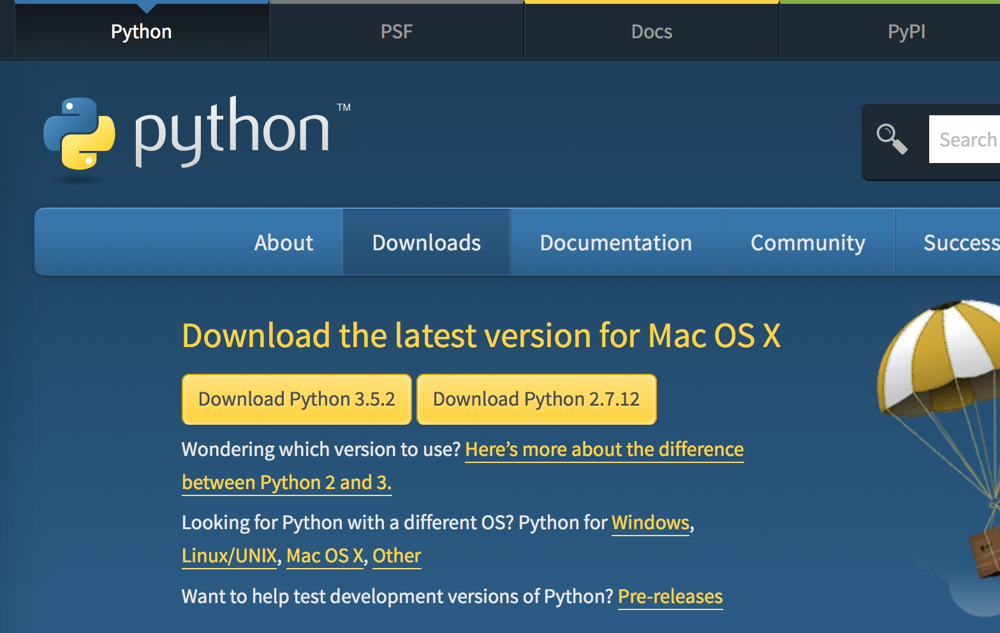 Python PSF Docs PyPI
python TM
Search
About Downloads Documentation Community Success
Download the latest version for Mac OS X
Download Python 3.5.2 Download Python 2.7.12
Wondering which version to use? Here’s more about the difference
between Python 2 and 3.
Looking for Python with a different OS? Python for Windows,
Linux/UNIX, Mac OS X, Other
Want to help test development versions of Python? Pre-releases